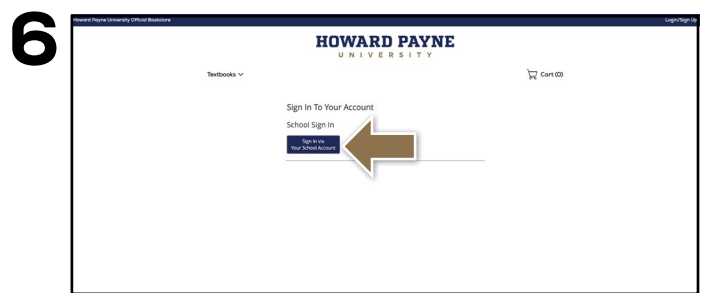 6
Howard Payne University Official Bookstore
Login/Sign Up
HOWARD PAYNE
UNIVERSITY
Textbooks
Cart (0)
Sign In To Your Account
School Sign In
Sign In via
Your School Account